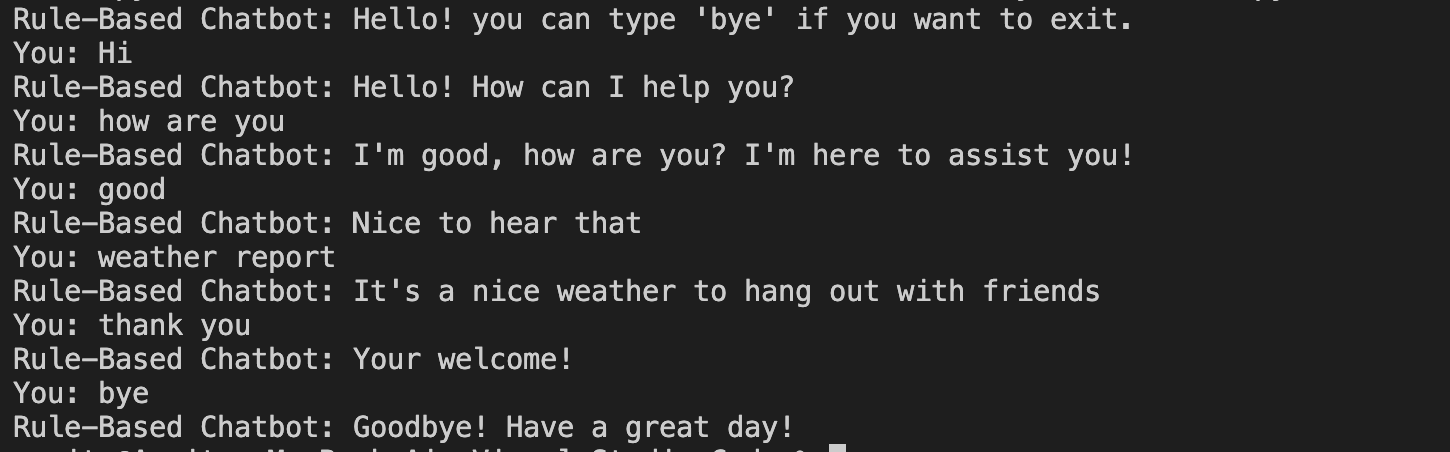 Rule-Based Chatbot: Hello! you can type 'bye' if you want to exit.
You: Hi
Rule-Based Chatbot: Hello! How can I help you?
You: how are you
Rule-Based Chatbot: I'm good, how are you? I'm here to assist you!
You: good
Rule-Based Chatbot: Nice to hear that
You: weather report
Rule-Based Chatbot: It's a nice weather to hang out with friends
You: thank you
Rule-Based Chatbot: Your welcome!
You: bye
Rule-Based Chatbot: Goodbye! Have a great day!